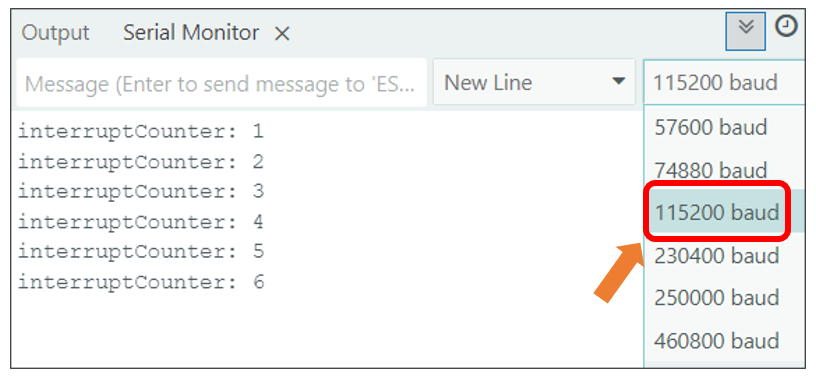 Output Serial Monitor ×
Message (Enter to send message to 'ES... New Line 115200 baud
interruptCounter: 1
interruptCounter: 2
interruptCounter: 3
interruptCounter: 4
interruptCounter: 5
interruptCounter: 6
57600 baud
74880 baud
115200 baud
230400 baud
250000 baud
460800 baud